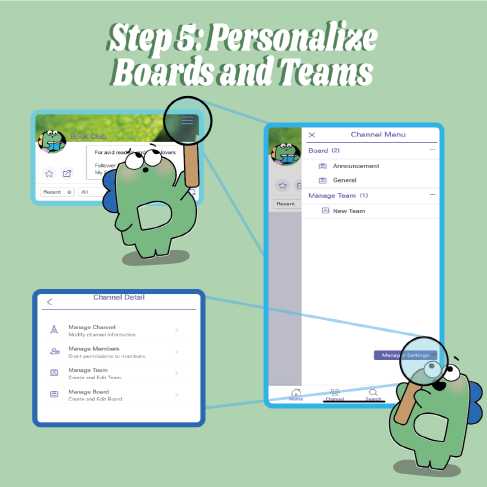 Step 5: Personalize
Boards and Teams
Book Club
For avid
lovers
Follower
My
Recent
All
Channel Menu
Board (2)
Announcement
General
Manage Team (1)
New Team
Recent
Manage Settings
Home
Channel
Search
Channel Detail
Manage Channel
Modify channel information.
Manage Members
Grant permissions to members.
Manage Team
Create and Edit Team
Manage Board
Create and Edit Board